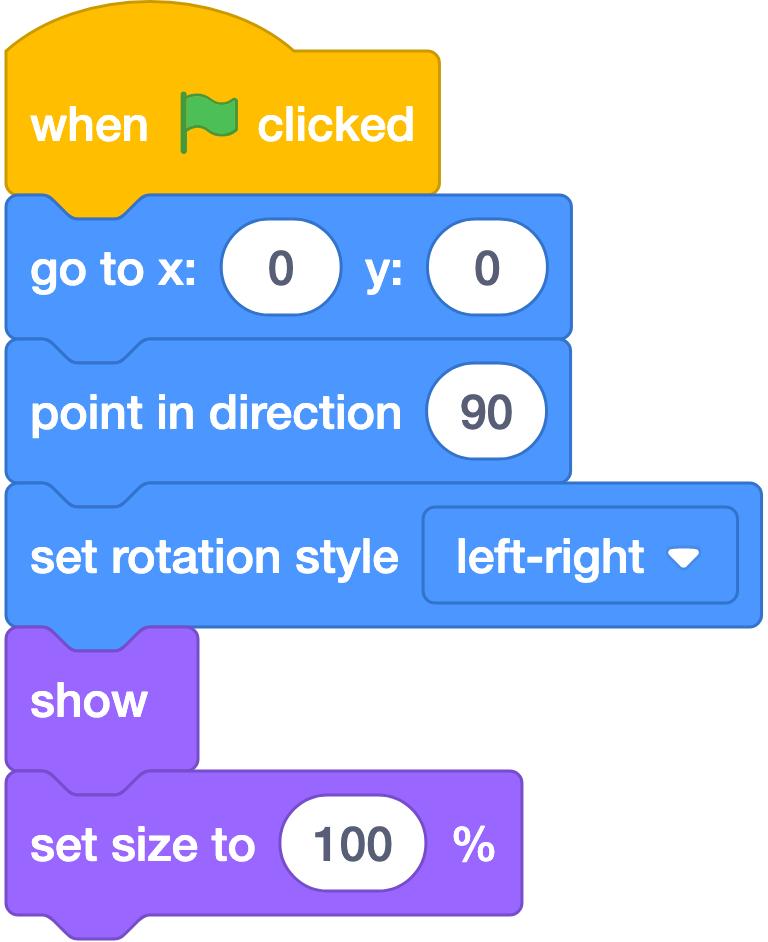 when clicked
go to x: 0 y: 0
point in direction 90
set rotation style left-right
show
set size to 100 %